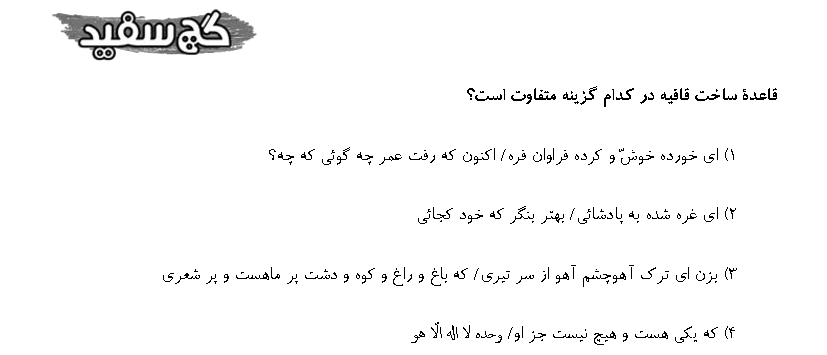 گچ سفید
قاعدۀ ساخت قافیه در کدام گزینه متفاوت است؟
۱) ای خورده خوشّ و کرده فراوان فره/ اکنون که رفت عمر چه گوئی که چه؟
۲) ای غره شده به پادشائی/ بهتر بنگر که خود کجائی
۳) بزن ای ترک آهوچشم آهو از سر تیری/ که باغ و راغ و کوه و دشت پر ماهست و پر شعری
۴) که یکی هست و هیچ نیست جز او/ وحده لا اله الّا هو